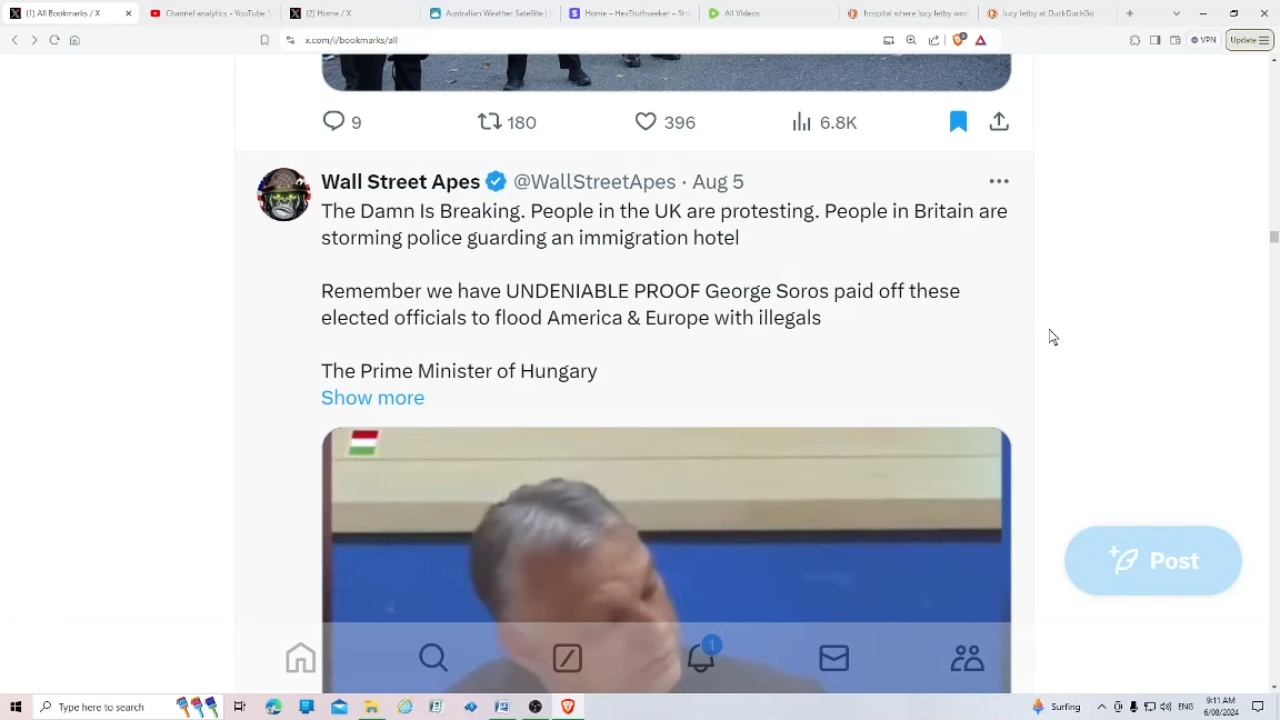 [1] All Bookmarks / X
Channel analytics - YouTube S
[2] Home / X
Australian Weather Satellite |
All Videos
hospital where lucy letby wor
lucy letby at DuckDuckGo
x.com/i/bookmarks/all
VPN
Update
9
180
396
6.8K
Wall Street Apes @WallStreetApes · Aug 5
The Damn Is Breaking. People in the UK are protesting. People in Britain are
storming police guarding an immigration hotel
Remember we have UNDENIABLE PROOF George Soros paid off these
elected officials to flood America & Europe with illegals
The Prime Minister of Hungary
Show more
Post
1
Type here to search
Surfing
ENG
9:11 AM
6/08/2024